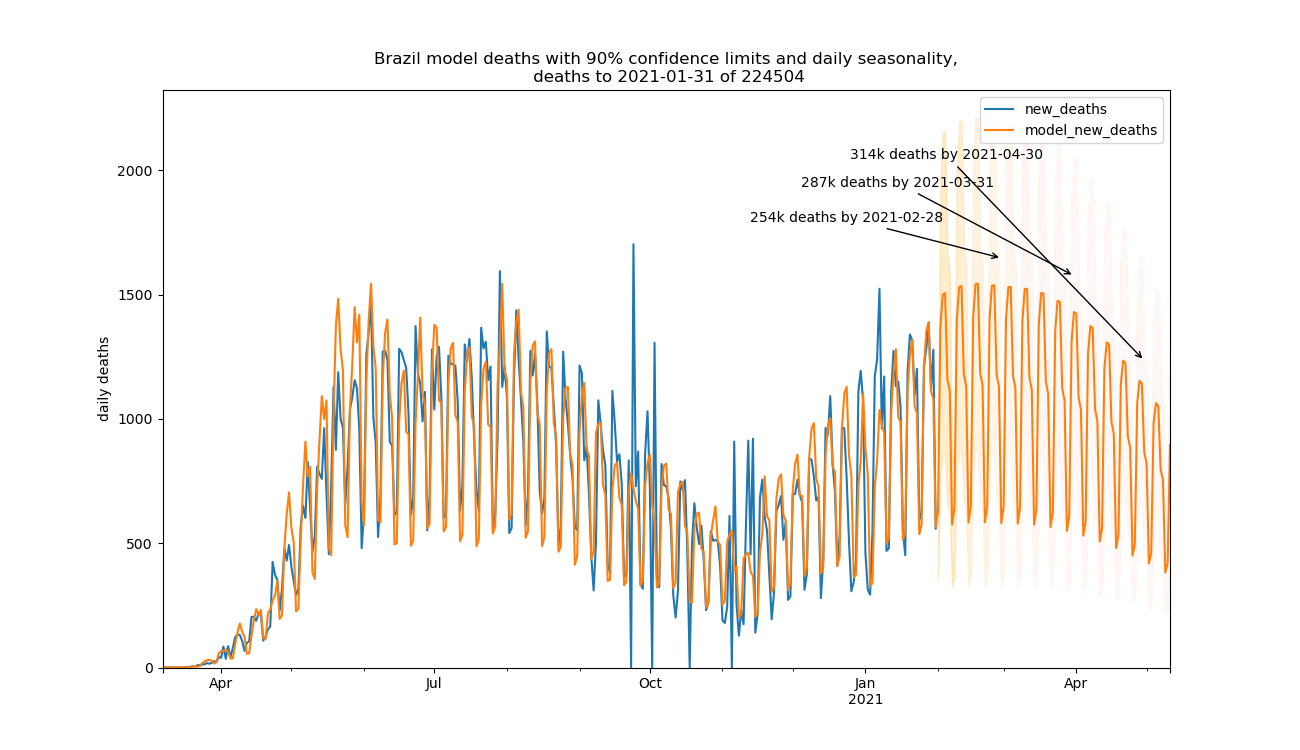 Brazil model deaths with 90% confidence limits and daily seasonality,
deaths to 2021-01-31 of 224504
new_deaths
model_new_deaths
314k deaths by 2021-04-30
287k deaths by 2021-03-31
254k deaths by 2021-02-28
daily deaths
2000
1500
1000
500
0
Apr
Jul
Oct
Jan
2021
Apr